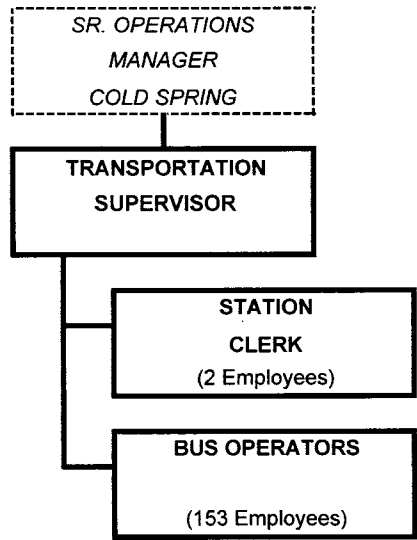 SR. OPERATIONS
MANAGER
COLD SPRING
TRANSPORTATION
SUPERVISOR
STATION
CLERK
(2 Employees)
BUS OPERATORS
(153 Employees)